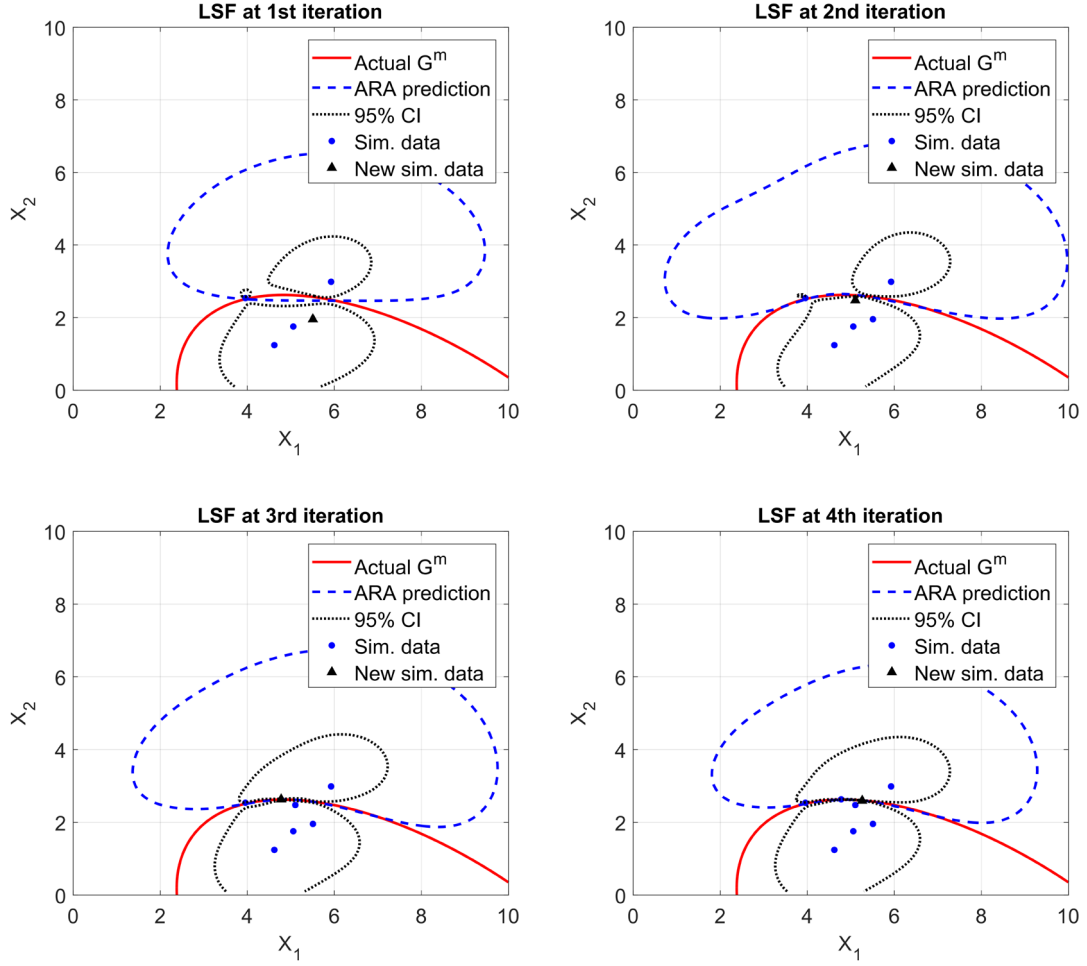 LSF at 1st iteration
10
8
6
4
2
0
X2
Actual G^m
ARA prediction
95% CI
Sim. data
New sim. data
0 2 4 6 8 10
X1
LSF at 2nd iteration
10
8
6
4
2
0
X2
Actual G^m
ARA prediction
95% CI
Sim. data
New sim. data
0 2 4 6 8 10
X1
LSF at 3rd iteration
10
8
6
4
2
0
X2
Actual G^m
ARA prediction
95% CI
Sim. data
New sim. data
0 2 4 6 8 10
X1
LSF at 4th iteration
10
8
6
4
2
0
X2
Actual G^m
ARA prediction
95% CI
Sim. data
New sim. data
0 2 4 6 8 10
X1